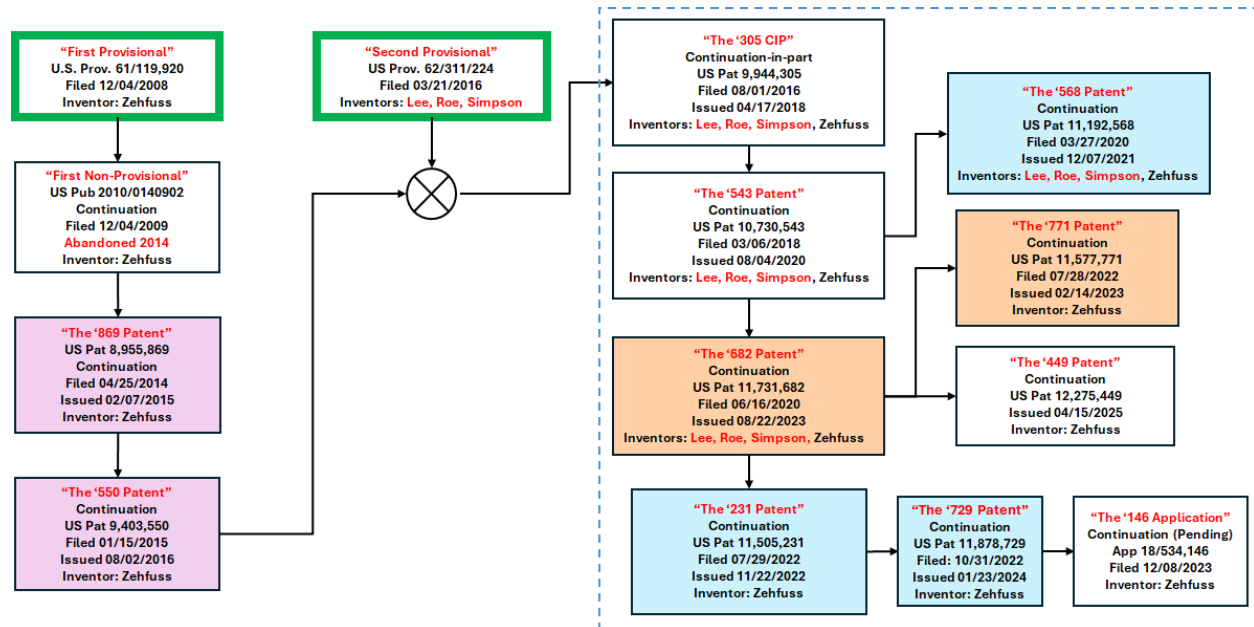 “First Provisional”
U.S. Prov. 61/119,920
Filed 12/04/2008
Inventor: Zehfuss
“Second Provisional”
US Prov. 62/311/224
Filed 03/21/2016
Inventors: Lee, Roe, Simpson
“The ‘305 CIP”
Continuation-in-part
US Pat 9,944,305
Filed 08/01/2016
Issued 04/17/2018
Inventors: Lee, Roe, Simpson, Zehfuss
“The ‘568 Patent”
Continuation
US Pat 11,192,568
Filed 03/27/2020
Issued 12/07/2021
Inventors: Lee, Roe, Simpson, Zehfuss
“First Non-Provisional”
US Pub 2010/0140902
Continuation
Filed 12/04/2009
Abandoned 2014
Inventor: Zehfuss
“The ‘543 Patent”
Continuation
US Pat 10,730,543
Filed 03/06/2018
Issued 08/04/2020
Inventors: Lee, Roe, Simpson, Zehfuss
“The ‘771 Patent”
Continuation
US Pat 11,577,771
Filed 07/28/2022
Issued 02/14/2023
Inventor: Zehfuss
“The ‘869 Patent”
US Pat 8,955,869
Continuation
Filed 04/25/2014
Issued 02/07/2015
Inventor: Zehfuss
“The ‘682 Patent”
Continuation
US Pat 11,731,682
Filed 06/16/2020
Issued 08/22/2023
Inventors: Lee, Roe, Simpson, Zehfuss
“The ‘449 Patent”
Continuation
US Pat 12,275,449
Issued 04/15/2025
Inventor: Zehfuss
“The ‘550 Patent”
Continuation
US Pat 9,403,550
Filed 01/15/2015
Issued 08/02/2016
Inventor: Zehfuss
“The ‘231 Patent”
Continuation
US Pat 11,505,231
Filed 07/29/2022
Issued 11/22/2022
Inventor: Zehfuss
“The ‘729 Patent”
Continuation
US Pat 11,878,729
Filed: 10/31/2022
Issued 01/23/2024
Inventor: Zehfuss
“The ‘146 Application”
Continuation (Pending)
App 18/534,146
Filed 12/08/2023
Inventor: Zehfuss